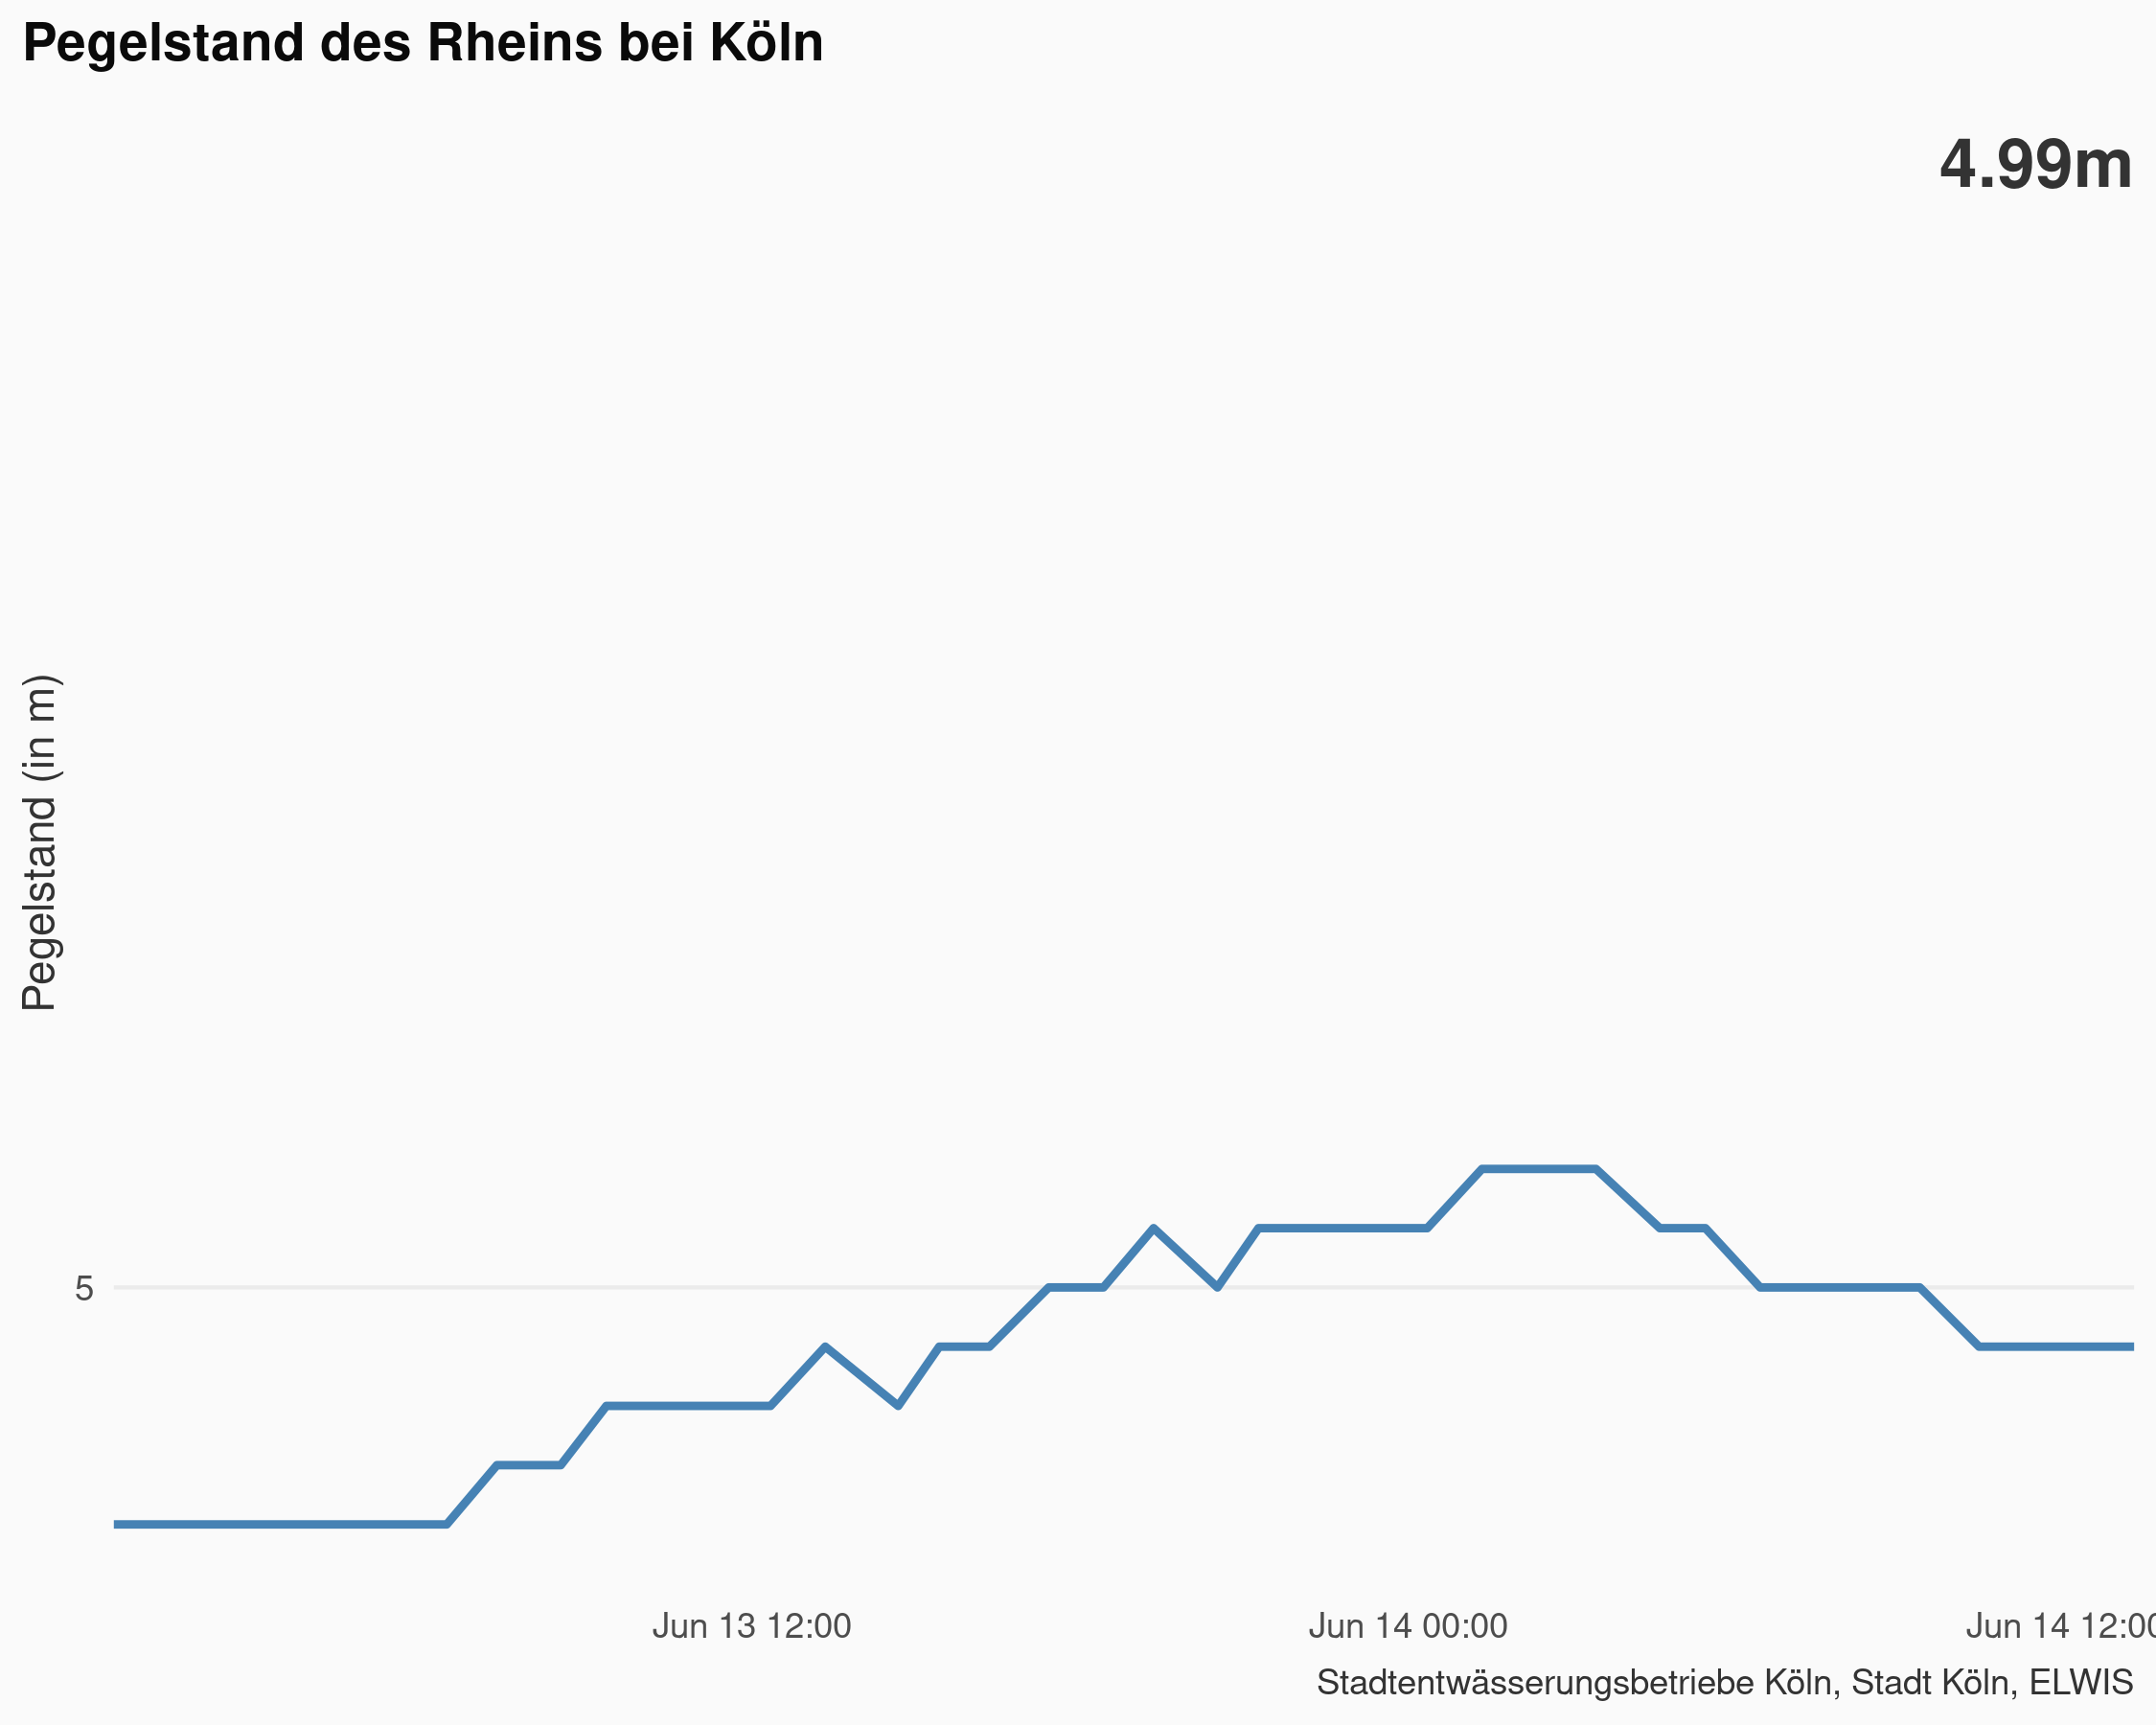 Pegelstand des Rheins bei Köln
4.99m
Pegelstand (in m)
5
Jun 13 12:00
Jun 14 00:00
Jun 14 12:00
Stadtentwässerungsbetriebe Köln, Stadt Köln, ELWIS